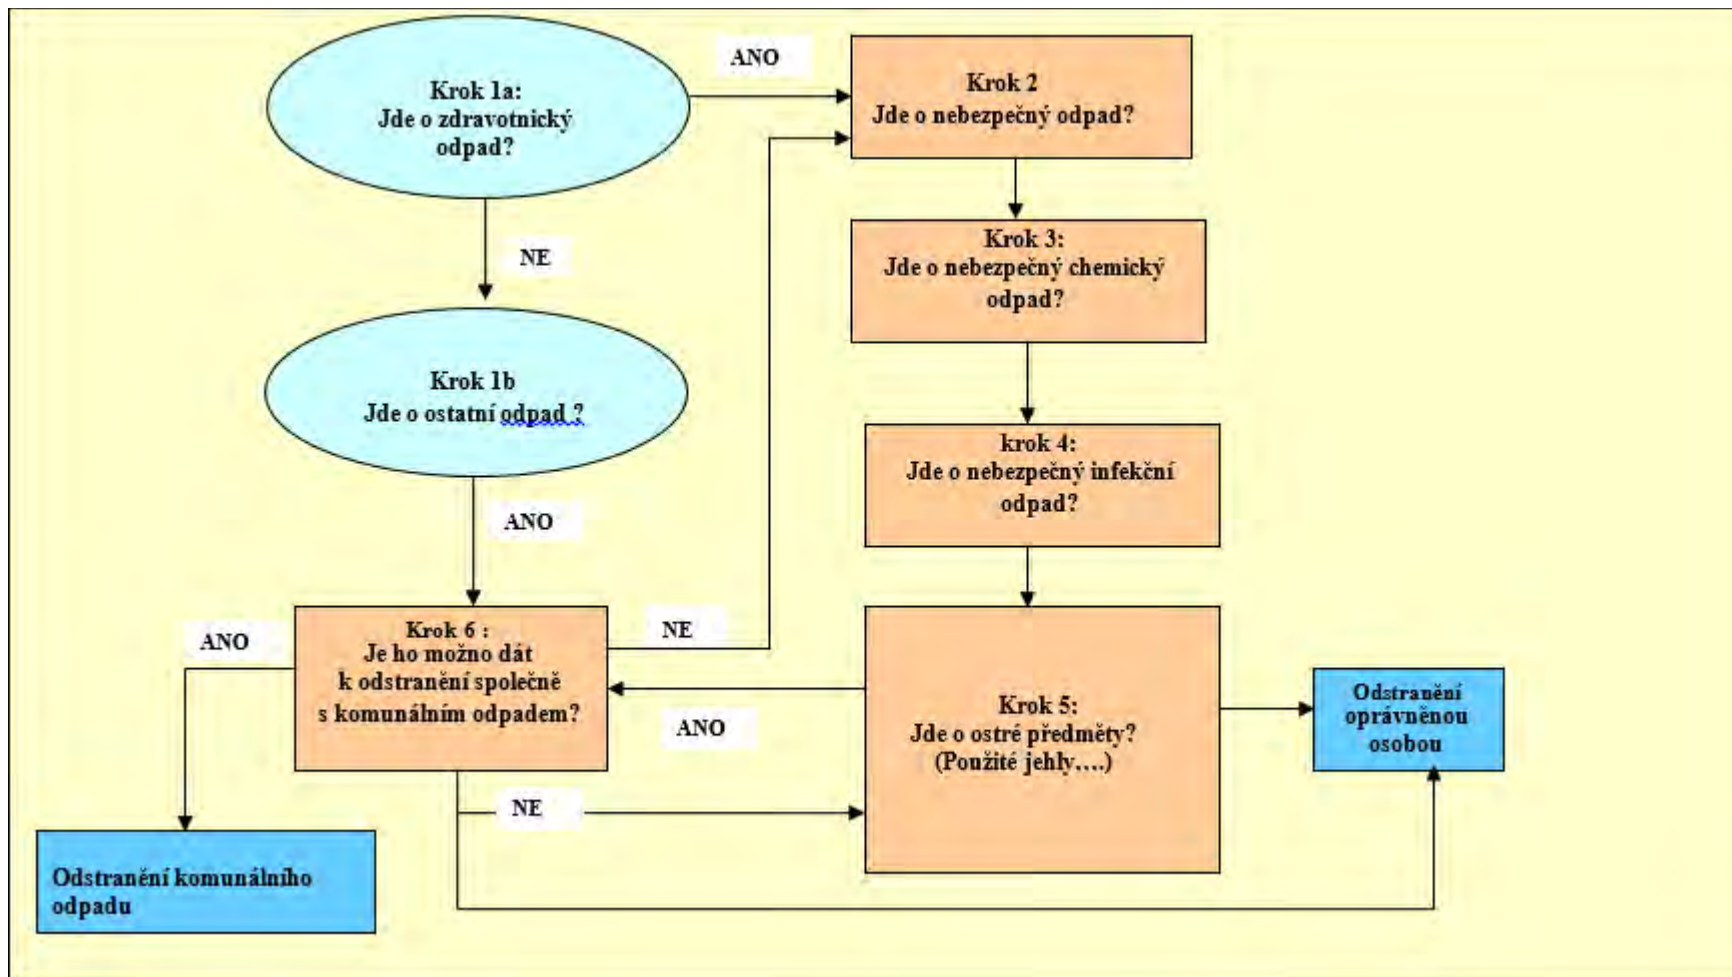 Krok 1a:
Jde o zdravotnický
odpad?
ANO
Krok 2
Jde o nebezpečný odpad?
NE
Krok 3:
Jde o nebezpečný chemický
odpad?
Krok 1b
Jde o ostatní odpad ?
krok 4:
Jde o nebezpečný infekční
odpad?
ANO
ANO
Krok 6 :
Je ho možno dát
k odstranění společně
s komunálním odpadem?
NE
ANO
Krok 5:
Jde o ostré předměty?
(Použité jehly….)
Odstranění
oprávněnou
osobou
NE
Odstranění komunálního
odpadu